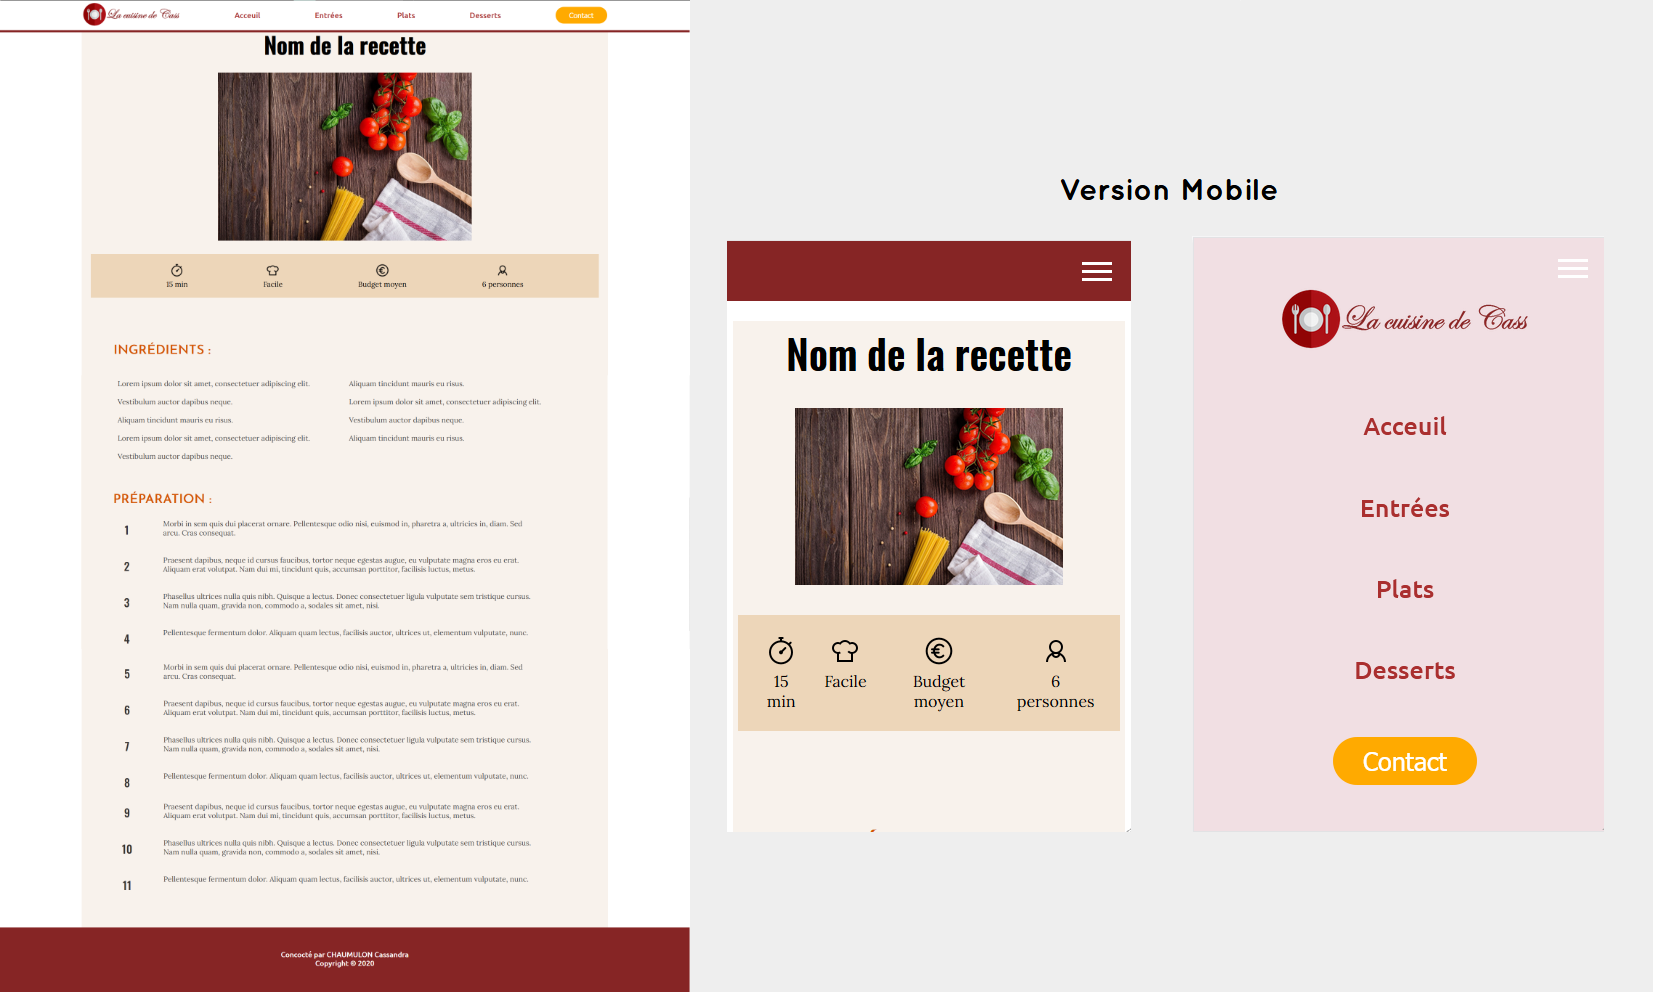 La cuisine de Cass
Acceuil
Entrées
Plats
Desserts
Contact
Nom de la recette
15 min
Facile
Budget moyen
6 personnes
INGRÉDIENTS :
Lorem ipsum dolor sit amet, consectetuer adipiscing elit.
Vestibulum auctor dapibus neque.
Aliquam tincidunt mauris eu risus.
Lorem ipsum dolor sit amet, consectetuer adipiscing elit.
Vestibulum auctor dapibus neque.
Aliquam tincidunt mauris eu risus.
Lorem ipsum dolor sit amet, consectetuer adipiscing elit.
Vestibulum auctor dapibus neque.
Aliquam tincidunt mauris eu risus.
PRÉPARATION :
1
Morbi in sem quis dui placerat ornare. Pellentesque odio nisi, euismod in, pharetra a, ultricies in, diam. Sed
arcu. Cras consequat.
2
Praesent dapibus, neque id cursus faucibus, tortor neque egestas augue, eu vulputate magna eros eu erat.
Aliquam erat volutpat. Nam dui mi, tincidunt quis, accumsan porttitor, facilisis luctus, metus.
3
Phasellus ultrices nulla quis nibh. Quisque a lectus. Donec consectetuer ligula vulputate sem tristique cursus.
Nam nulla quam, gravida non, commodo a, sodales sit amet, nisi.
4
Pellentesque fermentum dolor. Aliquam quam lectus, facilisis auctor, ultrices ut, elementum vulputate, nunc.
5
Morbi in sem quis dui placerat ornare. Pellentesque odio nisi, euismod in, pharetra a, ultricies in, diam. Sed
arcu. Cras consequat.
6
Praesent dapibus, neque id cursus faucibus, tortor neque egestas augue, eu vulputate magna eros eu erat.
Aliquam erat volutpat. Nam dui mi, tincidunt quis, accumsan porttitor, facilisis luctus, metus.
7
Phasellus ultrices nulla quis nibh. Quisque a lectus. Donec consectetuer ligula vulputate sem tristique cursus.
Nam nulla quam, gravida non, commodo a, sodales sit amet, nisi.
8
Pellentesque fermentum dolor. Aliquam quam lectus, facilisis auctor, ultrices ut, elementum vulputate, nunc.
9
Praesent dapibus, neque id cursus faucibus, tortor neque egestas augue, eu vulputate magna eros eu erat.
Aliquam erat volutpat. Nam dui mi, tincidunt quis, accumsan porttitor, facilisis luctus, metus.
10
Phasellus ultrices nulla quis nibh. Quisque a lectus. Donec consectetuer ligula vulputate sem tristique cursus.
Nam nulla quam, gravida non, commodo a, sodales sit amet, nisi.
11
Pellentesque fermentum dolor. Aliquam quam lectus, facilisis auctor, ultrices ut, elementum vulputate, nunc.
Concocté par CHAUMULON Cassandra
Copyright © 2020
Version Mobile
Nom de la recette
15
min
Facile
Budget
moyen
6
personnes
La cuisine de Cass
Acceuil
Entrées
Plats
Desserts
Contact